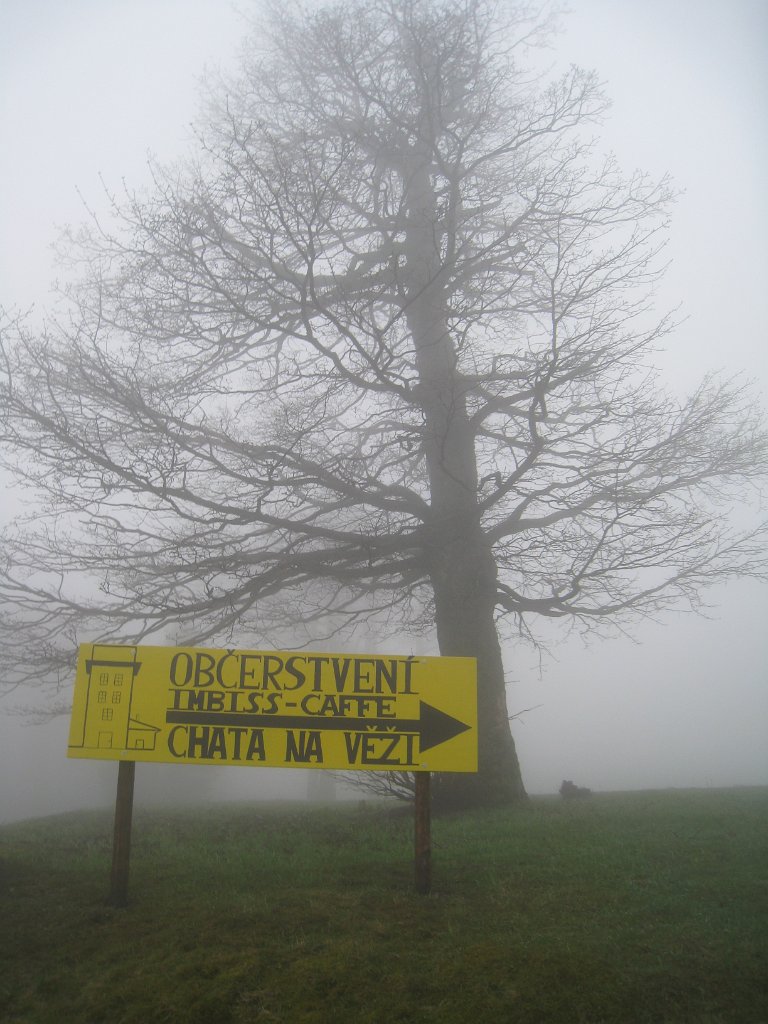 OBČERSTVENÍ
IMBISS-CAFFE
CHATA NA VĚŽI